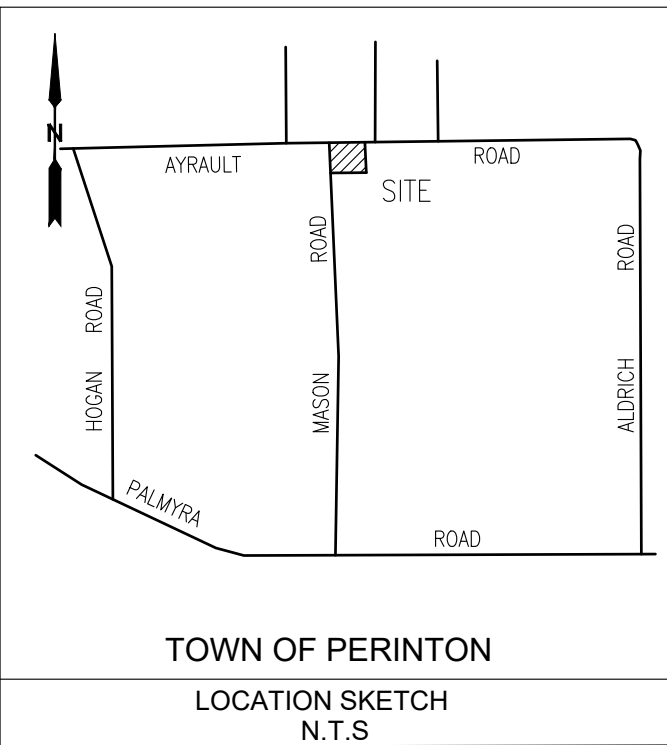 N
AYRAULT ROAD
SITE
HOGAN ROAD
MASON ROAD
ALDRICH ROAD
PALMYRA ROAD
TOWN OF PERINTON
LOCATION SKETCH
N.T.S